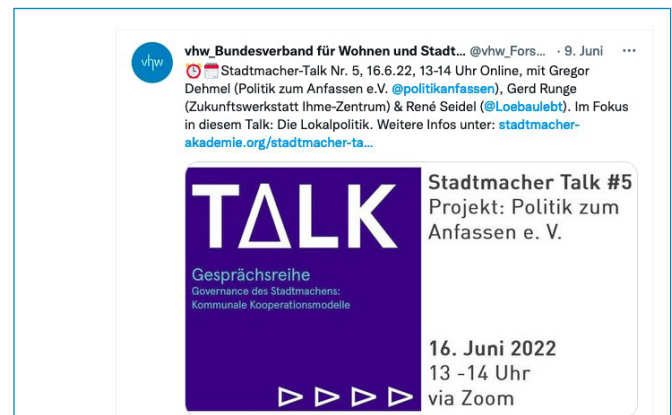 vhw
vhw_Bundesverband für Wohnen und Stadt... @vhw_Fors... · 9. Juni ···
⏰🗓️Stadtmacher-Talk Nr. 5, 16.6.22, 13-14 Uhr Online, mit Gregor
Dehmel (Politik zum Anfassen e.V. @politikanfassen), Gerd Runge
(Zukunftswerkstatt Ihme-Zentrum) & René Seidel (@Loebaulebt). Im Fokus
in diesem Talk: Die Lokalpolitik. Weitere Infos unter: stadtmacher-
akademie.org/stadtmacher-ta...
TALK
Gesprächsreihe
Governance des Stadtmachens:
Kommunale Kooperationsmodelle
Stadtmacher Talk #5
Projekt: Politik zum
Anfassen e. V.
16. Juni 2022
13 -14 Uhr
via Zoom